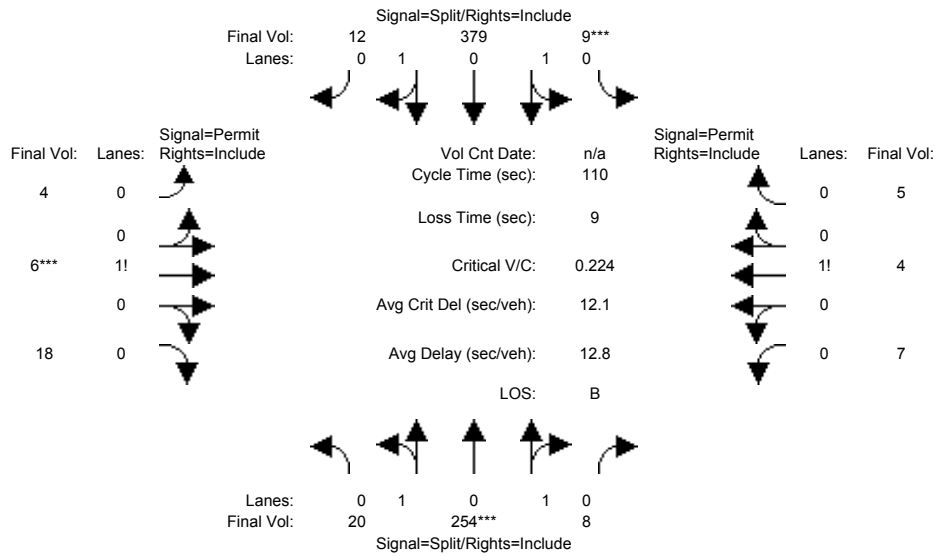 Signal=Split/Rights=Include
Final Vol: 12 379 9***
Lanes: 0 1 0 1 0
Signal=Permit
Final Vol: Lanes: Rights=Include
Vol Cnt Date: n/a
Signal=Permit
Rights=Include Lanes: Final Vol:
Cycle Time (sec): 110
4 0
0 5
Loss Time (sec): 9
0
0
6*** 1!
Critical V/C: 0.224
1! 4
0
Avg Crit Del (sec/veh): 12.1
0
18 0
Avg Delay (sec/veh): 12.8
0 7
LOS: B
Lanes: 0 1 0 1 0
Final Vol: 20 254*** 8
Signal=Split/Rights=Include